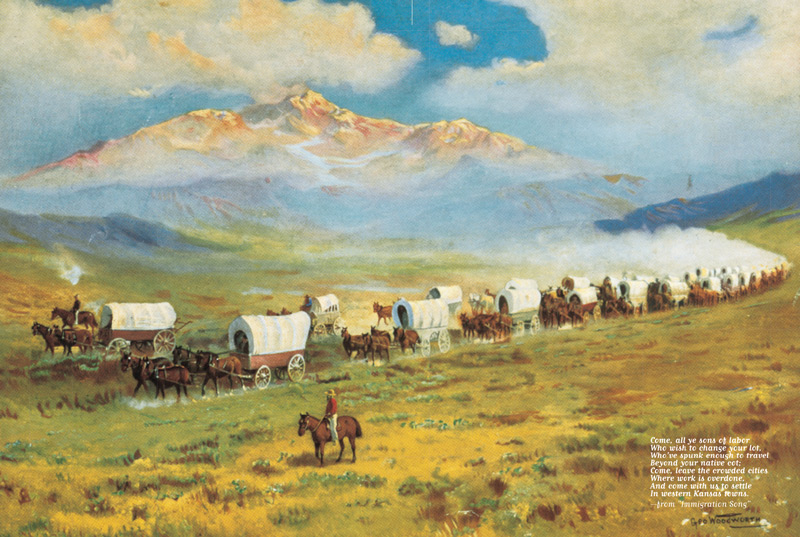 Come, all ye sons of labor
Who wish to change your lot,
Who've spunk enough to travel
Beyond your native cot;
Come, leave the crowded cities
Where work is overdone,
And come with us to settle
In western Kansas towns.
—from "Immigration Song"
Geo Woodworth